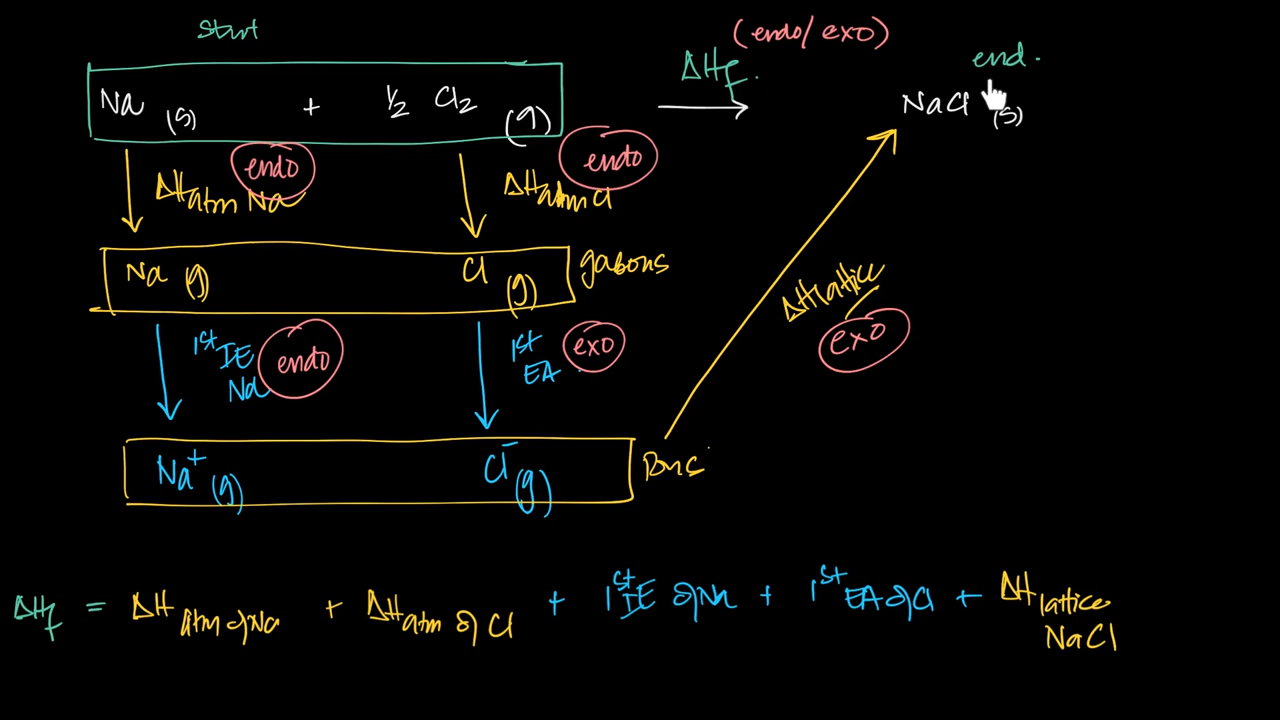 Start
(endo/exo)
ΔHf.
end.
Na (s) + ½ Cl2 (g)
NaCl (s)
endo
endo
ΔHatm Na
ΔHatm Cl
Na (g) Cl (g)
1st IE Na
endo
1st EA
exo
ΔHlattice
exo
Na+ (g) Cl- (g)
ΔHf = ΔH atm of Na + ΔHatm of Cl + 1st IE of Na + 1st EA of Cl + ΔHlattice
NaCl